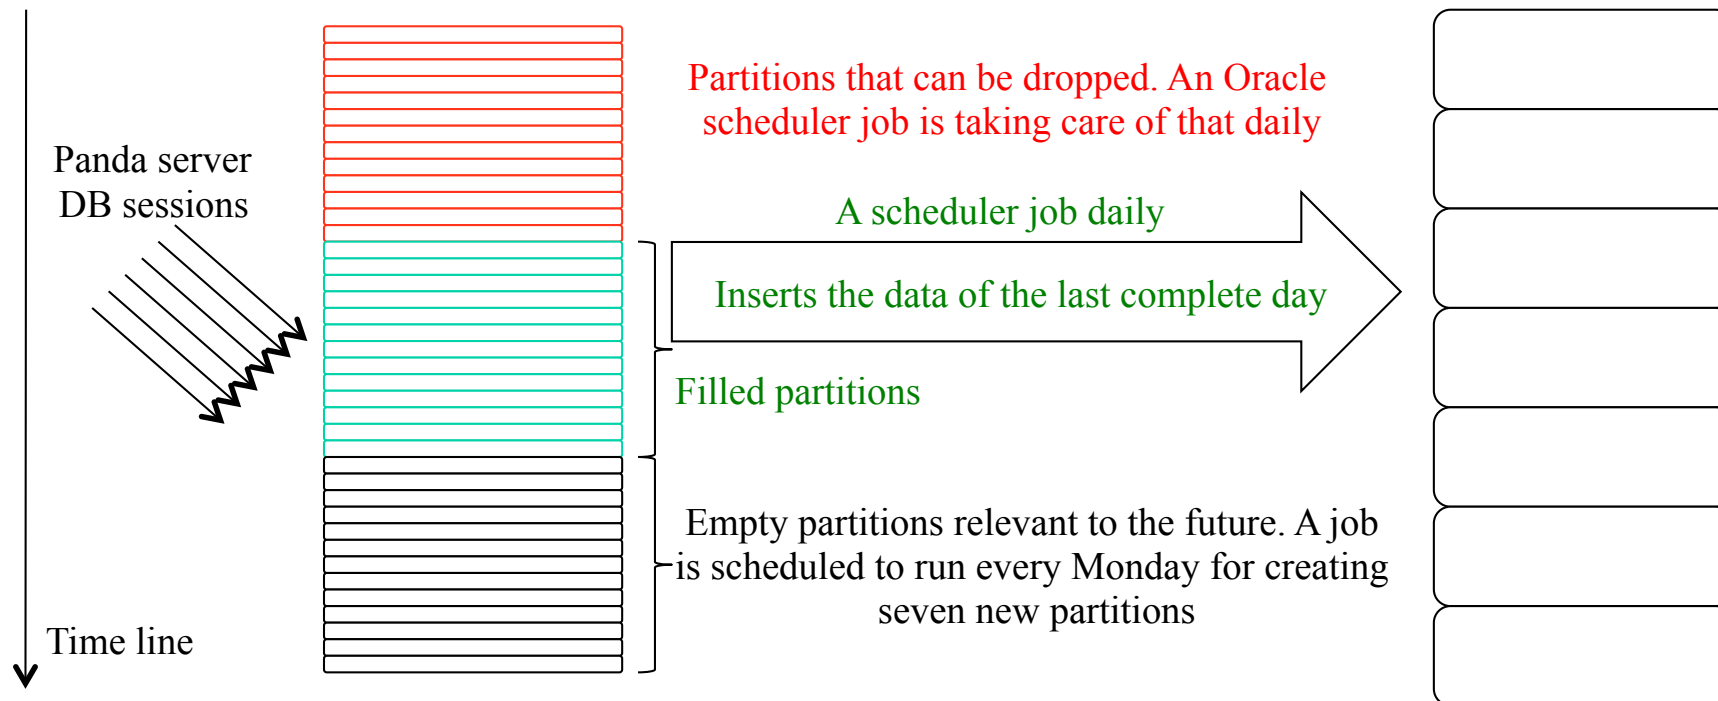 Partitions that can be dropped. An Oracle
scheduler job is taking care of that daily
Panda server
DB sessions
A scheduler job daily
Inserts the data of the last complete day
Filled partitions
Empty partitions relevant to the future. A job
is scheduled to run every Monday for creating
seven new partitions
Time line